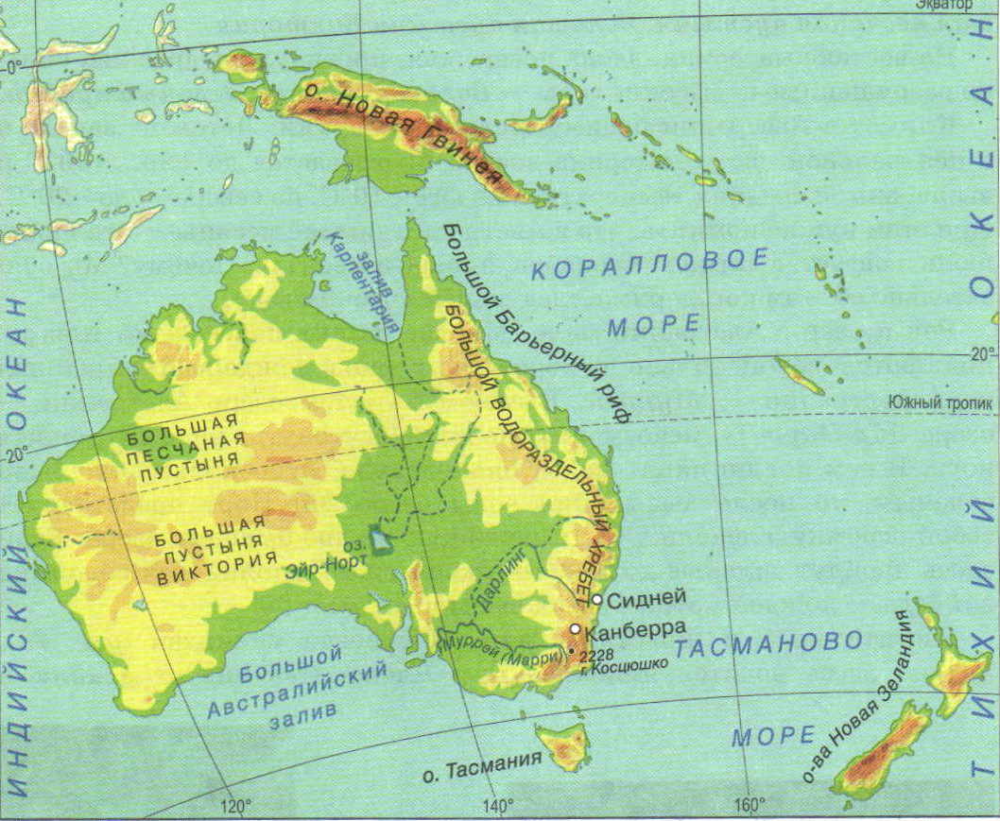 Экватор
0°
о. Новая Гвинея
ТИХИЙ ОКЕАН
залив
Карпентария
Большой Барьерный риф
КОРАЛЛОВОЕ
МОРЕ
БОЛЬШОЙ ВОДОРАЗДЕЛЬНЫЙ ХРЕБЕТ
20°
Южный тропик
ИНДИЙСКИЙ ОКЕАН
20°
БОЛЬШАЯ
ПЕСЧАНАЯ
ПУСТЫНЯ
БОЛЬШАЯ
ПУСТЫНЯ
ВИКТОРИЯ
оз.
Эйр-Норт
Дарлинг
Муррей (Марри)
Сидней
Канберра
2228
г. Косцюшко
ТАСМАНОВО
МОРЕ
о-ва Новая Зеландия
Большой
Австралийский
залив
о. Тасмания
120°
140°
160°